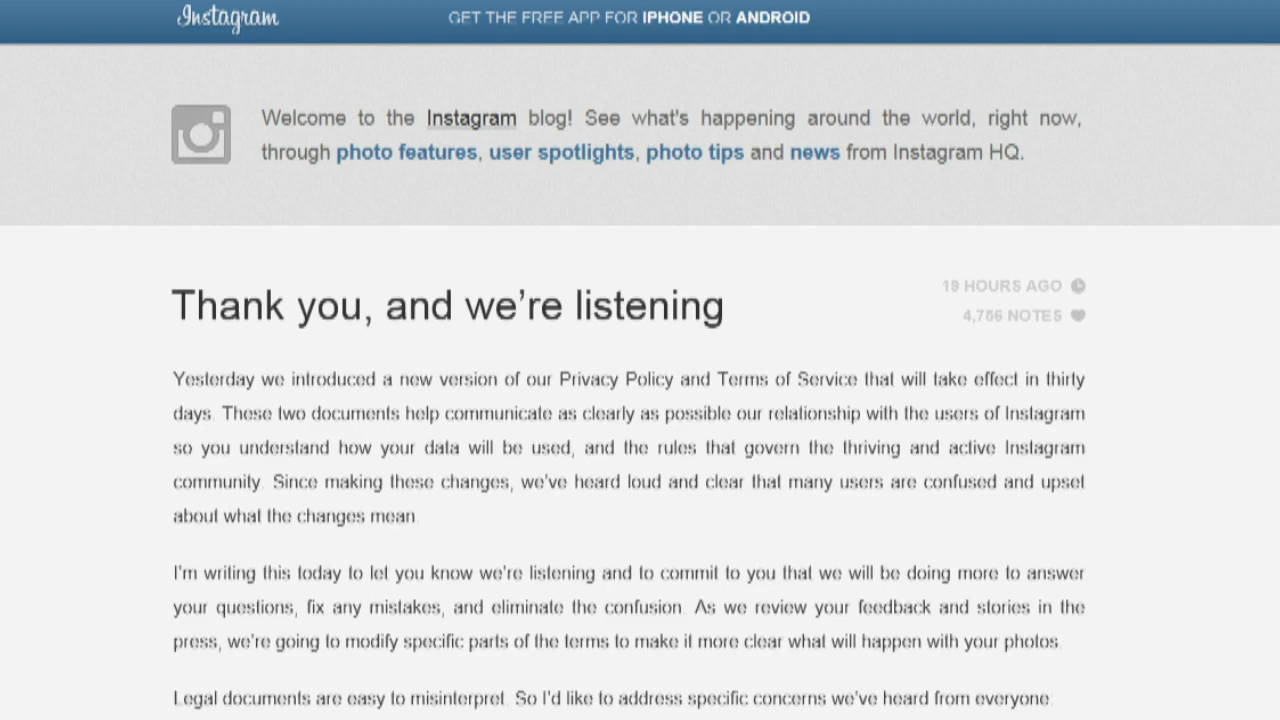 Instagram
GET THE FREE APP FOR IPHONE OR ANDROID
Welcome to the Instagram blog! See what's happening around the world, right now,
through photo features, user spotlights, photo tips and news from Instagram HQ.
Thank you, and we're listening
19 HOURS AGO
4,756 NOTES
Yesterday we introduced a new version of our Privacy Policy and Terms of Service that will take effect in thirty
days. These two documents help communicate as clearly as possible our relationship with the users of Instagram
so you understand how your data will be used, and the rules that govern the thriving and active Instagram
community. Since making these changes, we've heard loud and clear that many users are confused and upset
about what the changes mean.
I'm writing this today to let you know we're listening and to commit to you that we will be doing more to answer
your questions, fix any mistakes, and eliminate the confusion. As we review your feedback and stories in the
press, we're going to modify specific parts of the terms to make it more clear what will happen with your photos.
Legal documents are easy to misinterpret. So I'd like to address specific concerns we've heard from everyone: